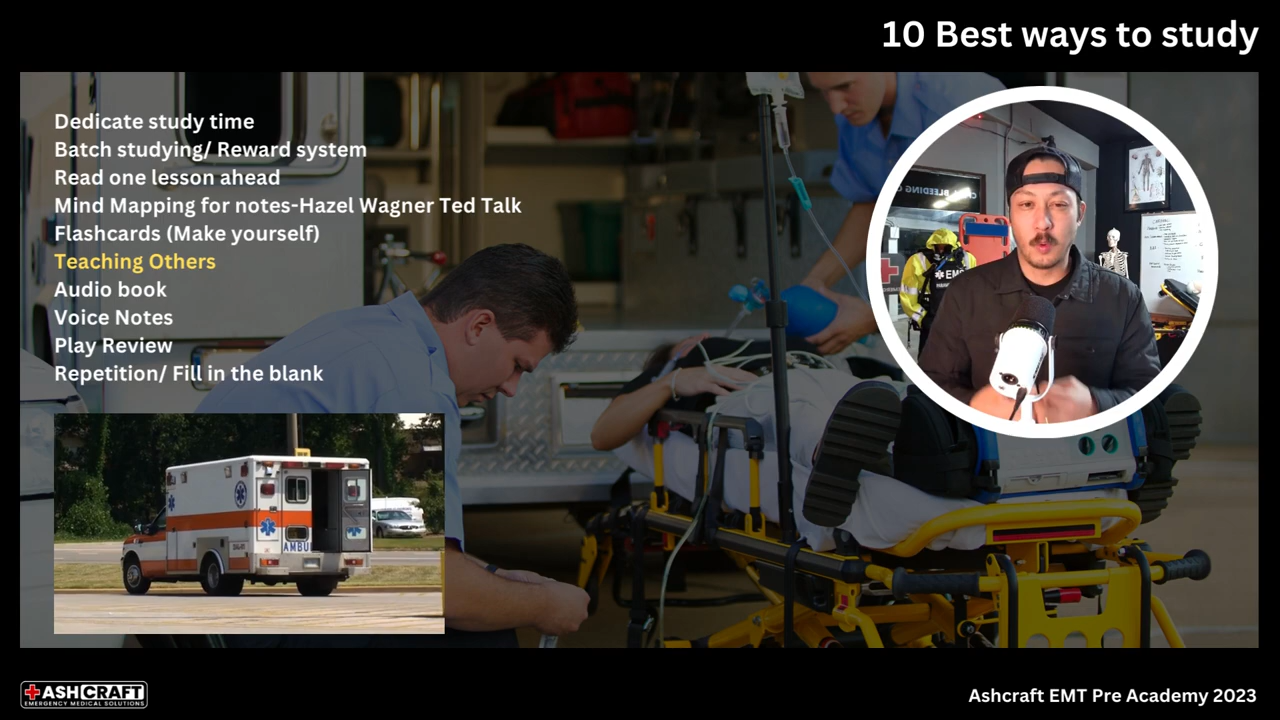 10 Best ways to study
Dedicate study time
Batch studying/ Reward system
Read one lesson ahead
Mind Mapping for notes-Hazel Wagner Ted Talk
Flashcards (Make yourself)
Teaching Others
Audio book
Voice Notes
Play Review
Repetition/ Fill in the blank
EMS
AMBU
ASHCRAFT
EMERGENCY MEDICAL SOLUTIONS
Ashcraft EMT Pre Academy 2023